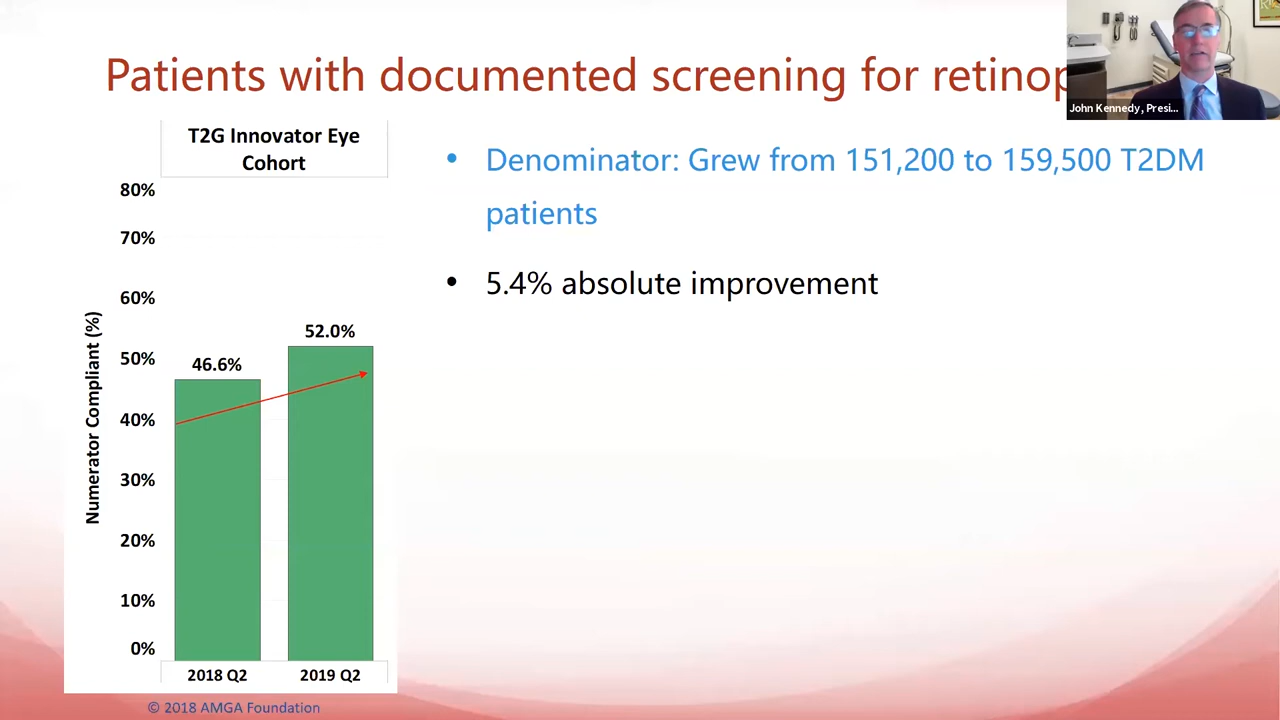 Patients with documented screening for retinop
John Kennedy, Presi...
T2G Innovator Eye
Cohort
80%
70%
60%
50%
40%
30%
20%
10%
0%
Numerator Compliant (%)
46.6%
52.0%
2018 Q2
2019 Q2
• Denominator: Grew from 151,200 to 159,500 T2DM
patients
• 5.4% absolute improvement
© 2018 AMGA Foundation